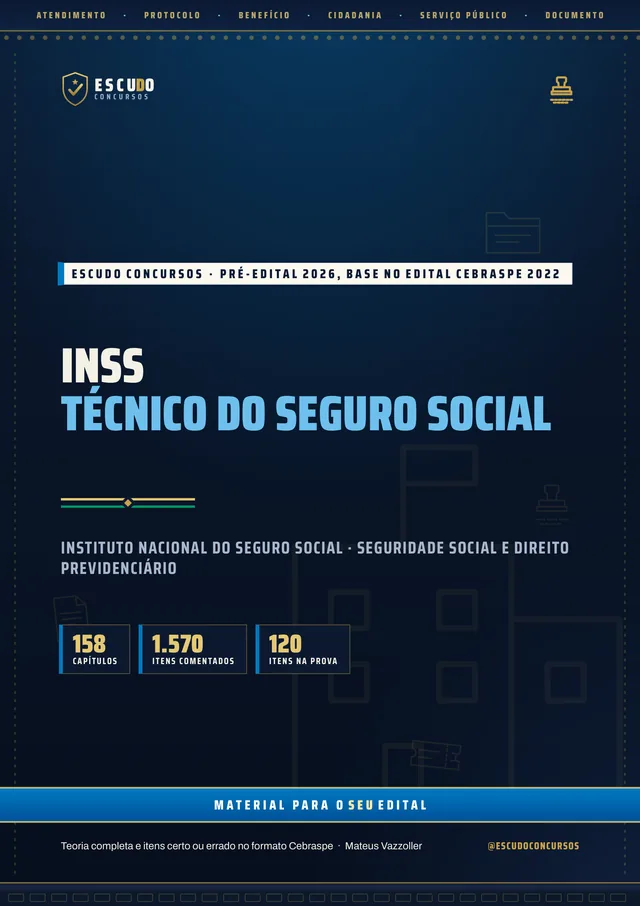 ATENDIMENTO · PROTOCOLO · BENEFÍCIO · CIDADANIA · SERVIÇO PÚBLICO · DOCUMENTO
ESCUDO
CONCURSOS
ESCUDO CONCURSOS · PRÉ-EDITAL 2026, BASE NO EDITAL CEBRASPE 2022
INSS
TÉCNICO DO SEGURO SOCIAL
INSTITUTO NACIONAL DO SEGURO SOCIAL · SEGURIDADE SOCIAL E DIREITO
PREVIDENCIÁRIO
158 1.570 120
CAPÍTULOS ITENS COMENTADOS ITENS NA PROVA
MATERIAL PARA O SEU EDITAL
Teoria completa e itens certo ou errado no formato Cebraspe · Mateus Vazzoller @ESCUDOCONCURSOS